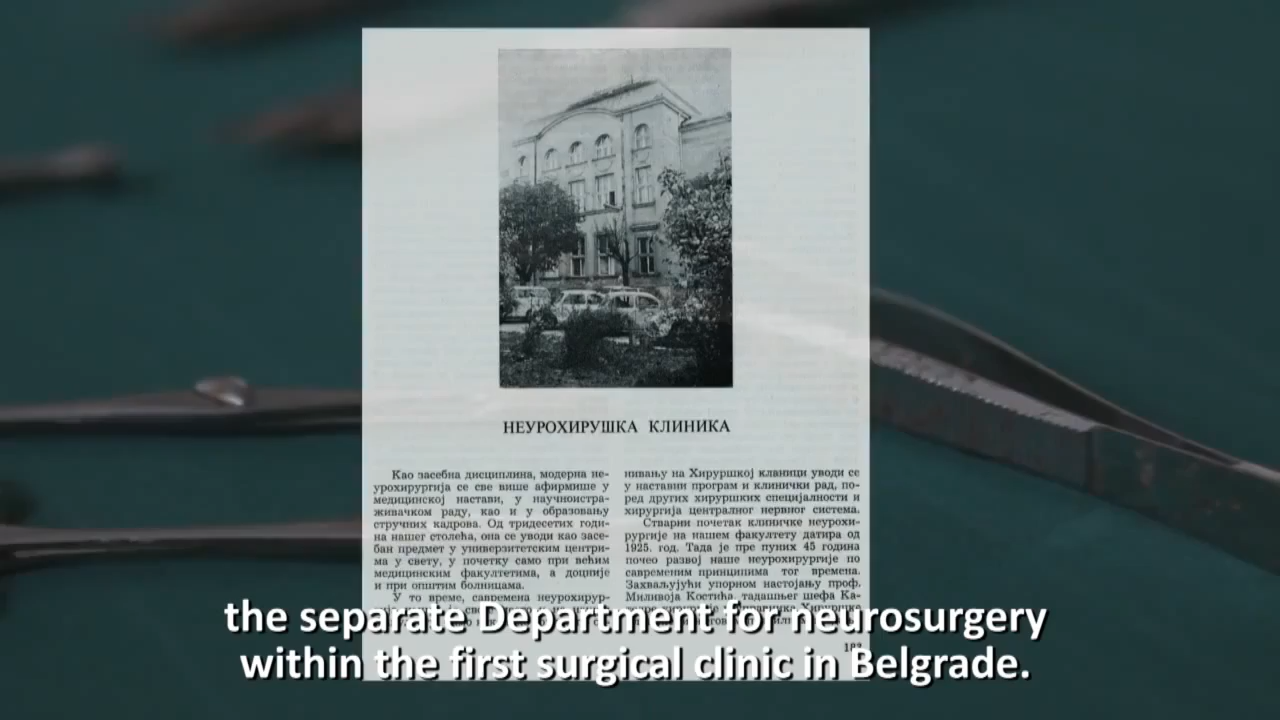 НЕУРОХИРУШКА КЛИНИКА
Као засебна дисциплина, модерна не-
урохирургија се све више афирмише у
медицинској настави, у научноистра-
живачком раду, као и у образовању
стручних кадрова. Од тридесетих годи-
на нашег столећа, она се уводи као засе-
бан предмет у универзитетским центри-
ма у свету, у почетку само при већим
медицинским факултетима, а доцније
и при општим болницама.
У то време, савремена неурохирур-
нивању на Хируршкој кланици уводи се
у наставни програм и клинички рад, по-
ред других хируршких специјалности и
хирургија централног нервног система.
Стварни почетак клиничке неурохи-
рургије на нашем факултету датира од
1925. год. Тада је пре пуних 45 година
почео развој наше неурохирургије по
савременим принципима тог времена.
Захваљујући упорном настојању проф.
Миливоја Костића, тадашњег шефа Ка-
the separate Department for neurosurgery
within the first surgical clinic in Belgrade.